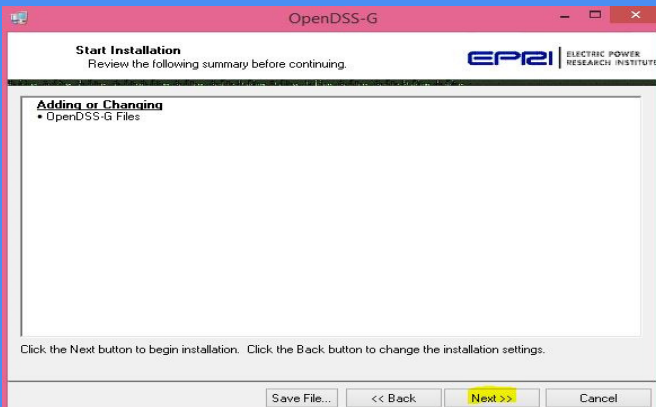 OpenDSS-G
Start Installation
Review the following summary before continuing.
EPRI
ELECTRIC POWER
RESEARCH INSTITUTE
Adding or Changing
• OpenDSS-G Files
Click the Next button to begin installation. Click the Back button to change the installation settings.
Save File... << Back Next >> Cancel